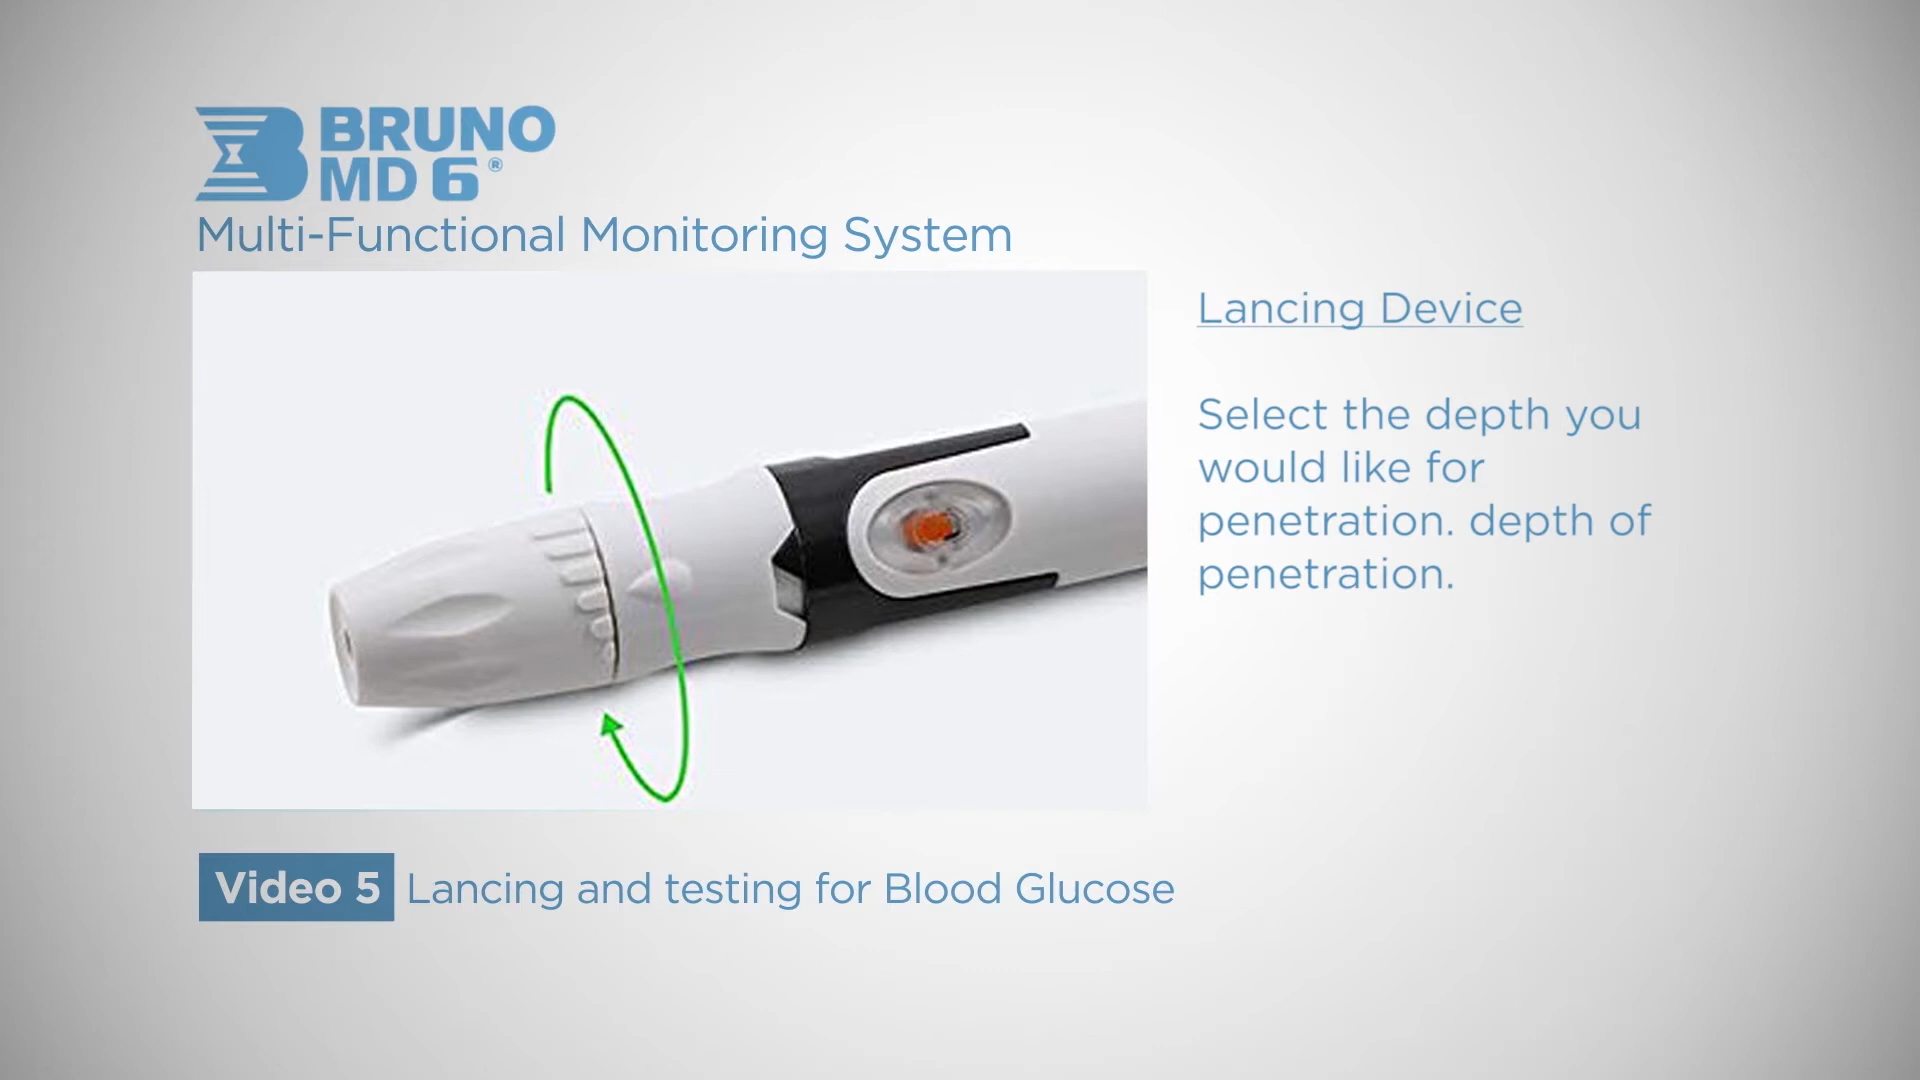 BRUNO
MD 6®
Multi-Functional Monitoring System
Lancing Device
Select the depth you
would like for
penetration. depth of
penetration.
Video 5 Lancing and testing for Blood Glucose